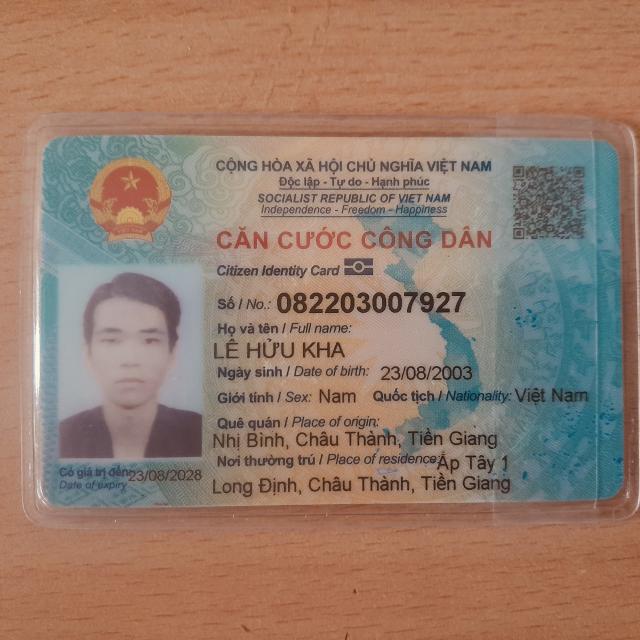 CỘNG HÒA XÃ HỘI CHỦ NGHĨA VIỆT NAM
Độc lập - Tự do - Hạnh phúc
SOCIALIST REPUBLIC OF VIET NAM
Independence - Freedom - Happiness
CĂN CƯỚC CÔNG DÂN
Citizen Identity Card
Số / No.: 082203007927
Họ và tên / Full name:
LÊ HỬU KHA
Ngày sinh / Date of birth: 23/08/2003
Giới tính / Sex: Nam Quốc tịch / Nationality: Việt Nam
Quê quán / Place of origin:
Nhị Bình, Châu Thành, Tiền Giang
Nơi thường trú / Place of residence: Ấp Tây 1
Long Định, Châu Thành, Tiền Giang
Có giá trị đến: 23/08/2028
Date of expiry